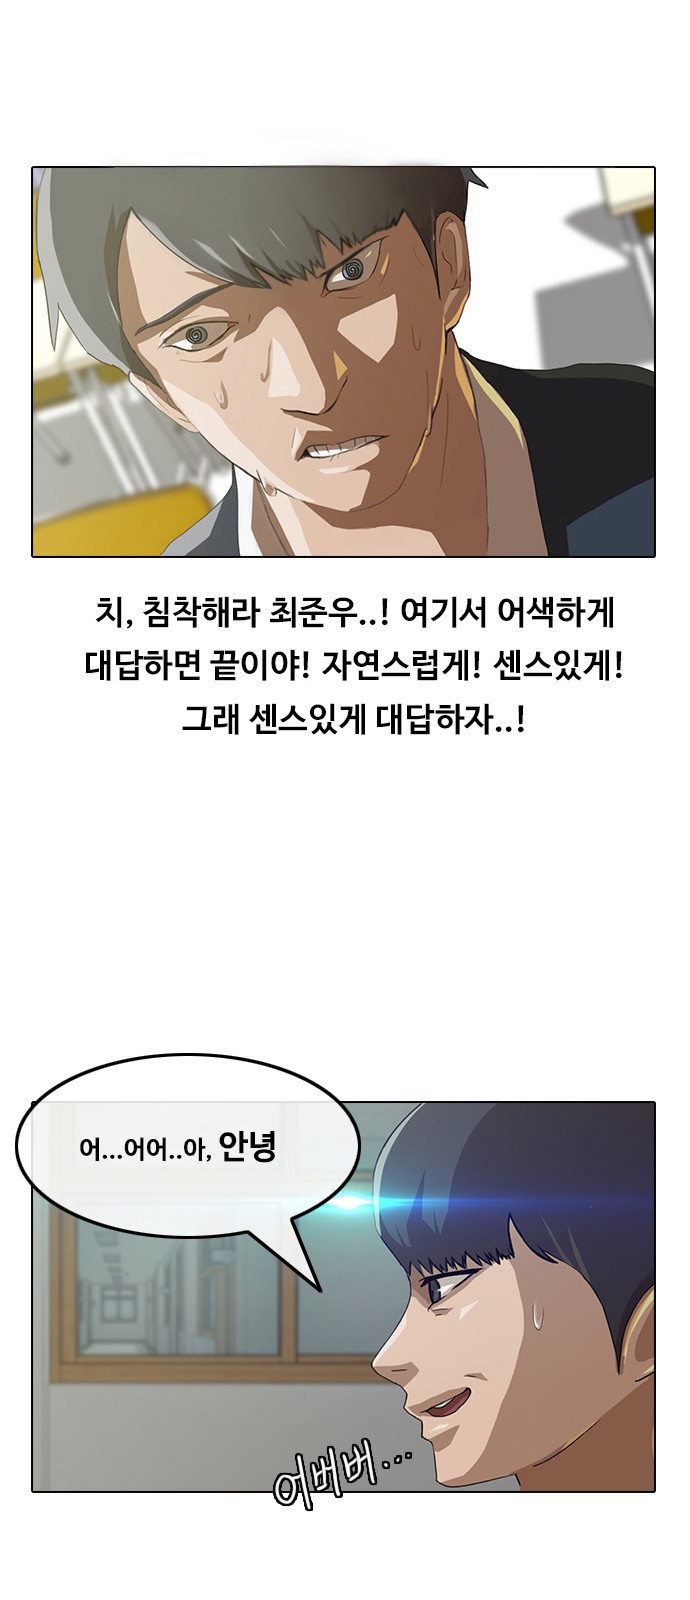 치, 침착해라 최준우..! 여기서 어색하게
대답하면 끝이야! 자연스럽게! 센스있게!
그래 센스있게 대답하자..!
어...어어..아, 안녕
어버버...